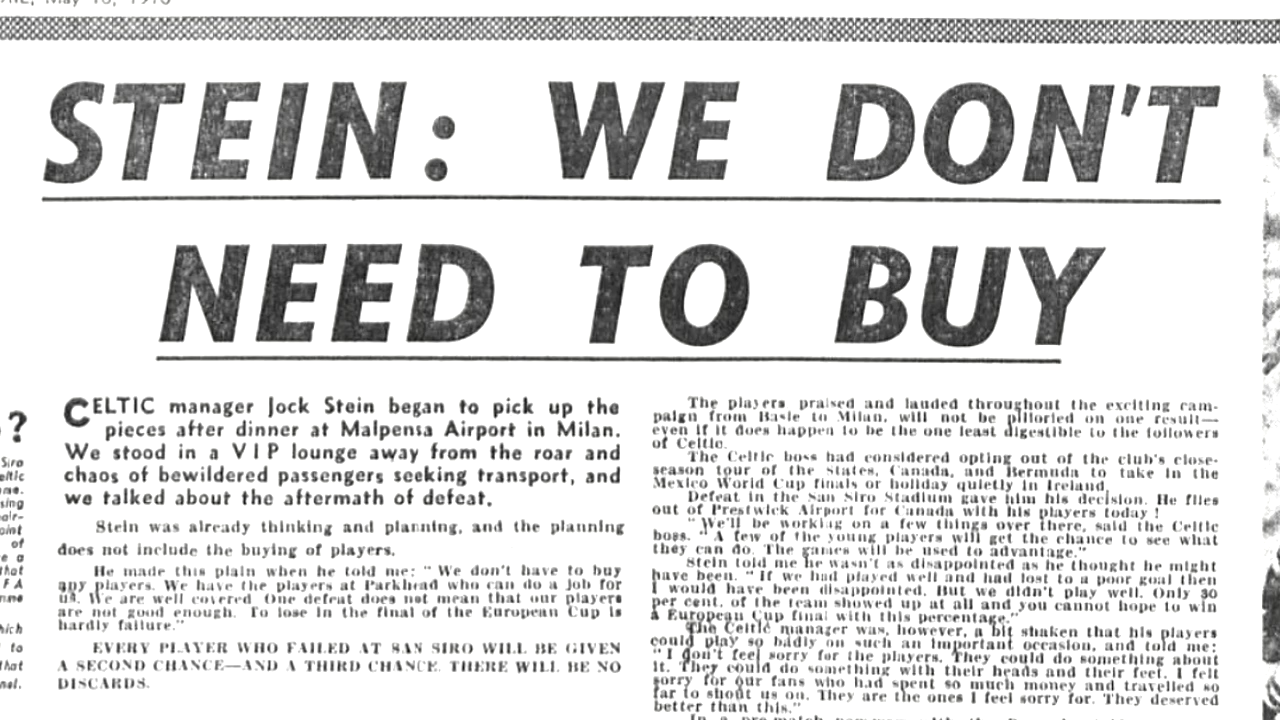 May 10, 1970
STEIN: WE DON'T
NEED TO BUY
CELTIC manager Jock Stein began to pick up the
pieces after dinner at Malpensa Airport in Milan.
We stood in a VIP lounge away from the roar and
chaos of bewildered passengers seeking transport, and
we talked about the aftermath of defeat.
Stein was already thinking and planning, and the planning
does not include the buying of players.
He made this plain when he told me: “ We don't have to buy
any players. We have the players at Parkhead who can do a job for
us. We are well covered. One defeat does not mean that our players
are not good enough. To lose in the final of the European Cup is
hardly failure.”
EVERY PLAYER WHO FAILED AT SAN SIRO WILL BE GIVEN
A SECOND CHANCE—AND A THIRD CHANCE. THERE WILL BE NO
DISCARDS.
The players praised and lauded throughout the exciting cam-
paign from Basle to Milan, will not be pilloried on one result—
even if it does happen to be the one least digestible to the followers
of Celtic.
The Celtic boss had considered opting out of the club's close-
season tour of the States, Canada, and Bermuda to take in the
Mexico World Cup finals or holiday quietly in Ireland.
Defeat in the San Siro Stadium gave him his decision. He flies
out of Prestwick Airport for Canada with his players today !
“ We'll be working on a few things over there, said the Celtic
boss. “ A few of the young players will get the chance to see what
they can do. The games will be used to advantage.”
Stein told me he wasn't as disappointed as he thought he might
have been. “ If we had played well and had lost to a poor goal then
I would have been disappointed. But we didn't play well. Only 30
per cent. of the team showed up at all and you cannot hope to win
a European Cup final with this percentage.”
The Celtic manager was, however, a bit shaken that his players
could play so badly on such an important occasion, and told me:
“ I don't feel sorry for the players. They could do something about
it. They could do something with their heads and their feet. I felt
sorry for our fans who had spent so much money and travelled so
far to shout us on. They are the ones I feel sorry for. They deserved
better than this.”
?
Siro
eltic
me.
sing
air-
oint
of
e a
that
FA
mme
hich
to
that
nal.